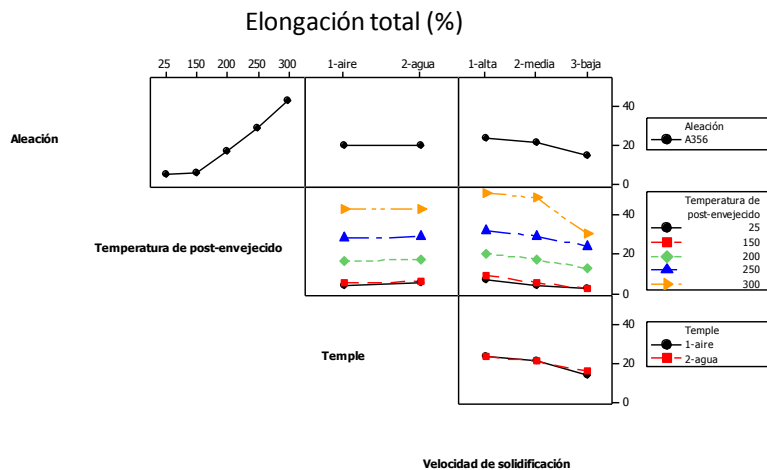 Elongación total (%)
25 150 200 250 300 1-aire 2-agua 1-alta 2-media 3-baja
Aleación
40
20
0
Aleación
A356
Temperatura de post-envejecido
40
20
0
Temperatura de
post-envejecido
25
150
200
250
300
Temple
40
20
0
Temple
1-aire
2-agua
Velocidad de solidificación